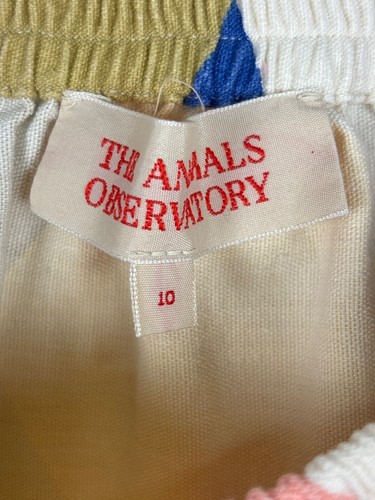 THE ANIMALS
OBSERVATORY
10